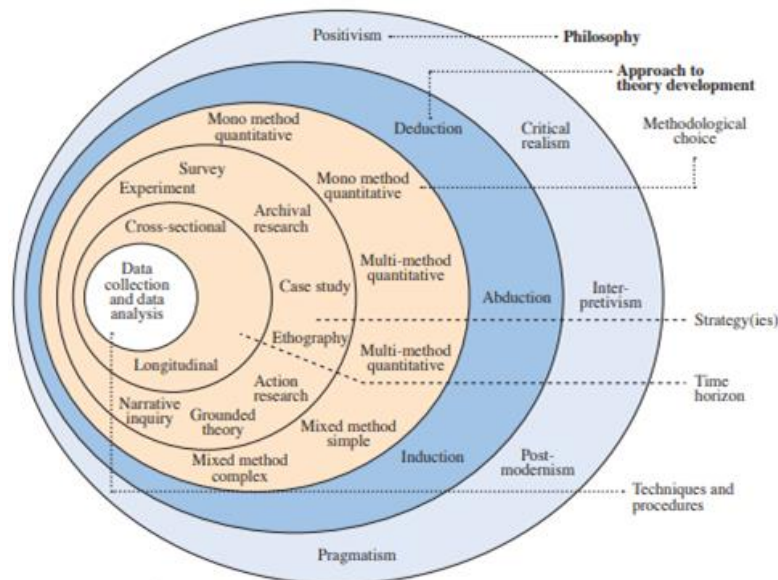 Positivism
Philosophy
Approach to
theory development
Mono method
quantitative
Deduction
Critical
realism
Methodological
choice
Survey
Experiment
Mono method
quantitative
Cross-sectional
Archival
research
Data
collection
and data
analysis
Multi-method
quantitative
Case study
Abduction
Inter-
pretivism
Strategy(ies)
Ethography
Longitudinal
Multi-method
quantitative
Time
horizon
Action
research
Narrative
inquiry
Grounded
theory
Mixed method
simple
Mixed method
complex
Induction
Post-
modernism
Techniques and
procedures
Pragmatism